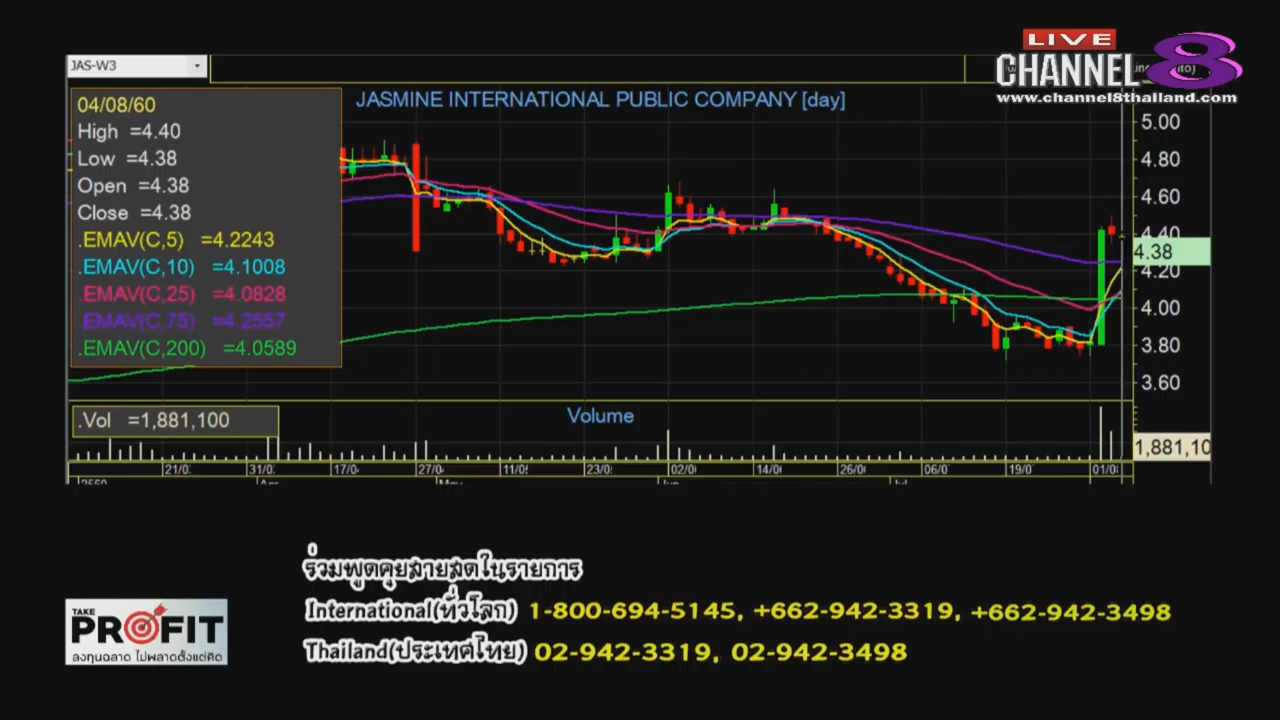 LIVE
CHANNEL 8
www.channel8thailand.com
JAS-W3
JASMINE INTERNATIONAL PUBLIC COMPANY [day]
04/08/60
High =4.40
Low =4.38
Open =4.38
Close =4.38
.EMAV(C,5) =4.2243
.EMAV(C,10) =4.1008
.EMAV(C,25) =4.0828
.EMAV(C,75) =4.2557
.EMAV(C,200) =4.0589
5.00
4.80
4.60
4.40
4.38
4.20
4.00
3.80
3.60
.Vol =1,881,100
Volume
1,881,10
21/0 31/0 17/0 27/0 11/0 23/0 02/0 14/0 26/0 06/0 19/0 01/0
2560 Apr May Jun Jul
ร่วมพูดคุยสายสดในรายการ
International(ทั่วโลก) 1-800-694-5145, +662-942-3319, +662-942-3498
Thailand(ประเทศไทย) 02-942-3319, 02-942-3498
TAKE
PROFIT
ลงทุนฉลาด ไม่พลาดตั้งแต่คิด